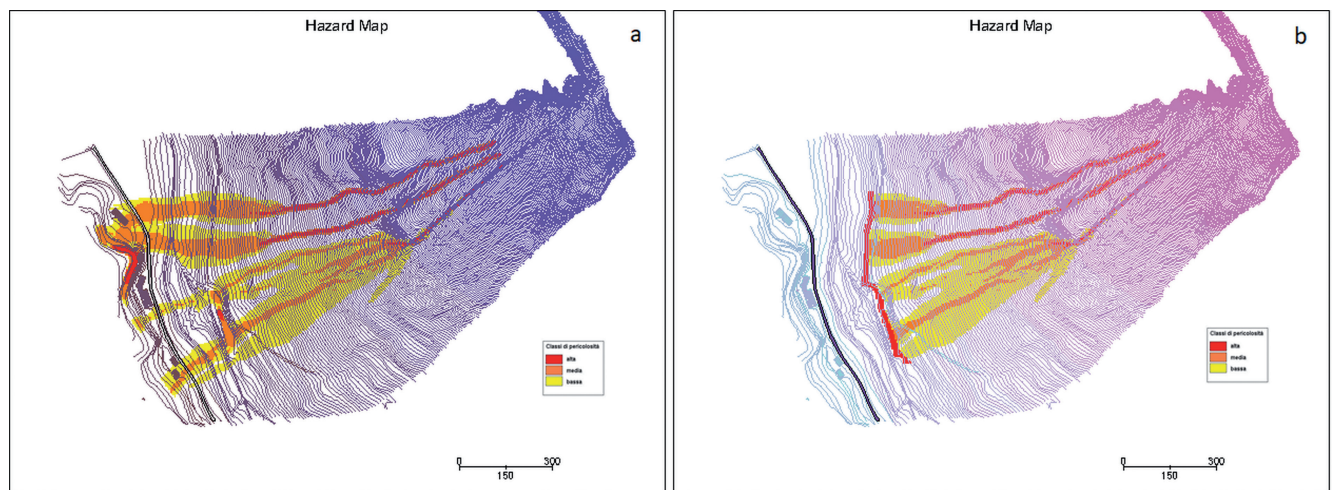 Hazard Map
a
Classi di pericolosità
alta
media
bassa
0 300
150
Hazard Map
b
Classi di pericolosità
alta
media
bassa
0 300
150